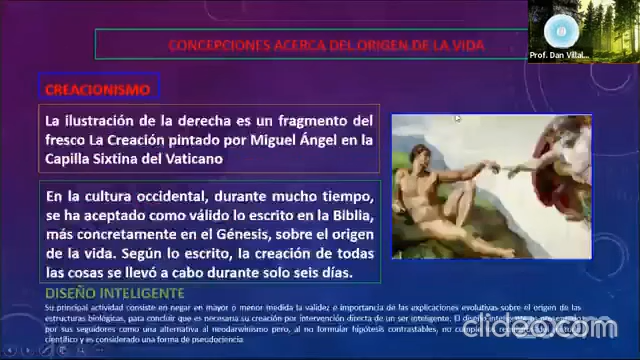 Prof. Dan Villal...
CONCEPCIONES ACERCA DEL ORIGEN DE LA VIDA
CREACIONISMO
La ilustración de la derecha es un fragmento del
fresco La Creación pintado por Miguel Ángel en la
Capilla Sixtina del Vaticano
En la cultura occidental, durante mucho tiempo,
se ha aceptado como válido lo escrito en la Biblia,
más concretamente en el Génesis, sobre el origen
de la vida. Según lo escrito, la creación de todas
las cosas se llevó a cabo durante solo seis días.
DISEÑO INTELIGENTE
Su principal actividad consiste en negar en mayor o menor medida la validez e importancia de las explicaciones evolutivas sobre el origen de las
estructuras biológicas, para concluir que es necesaria su creación por intervención directa de un ser inteligente. El
por sus seguidores como una alternativa al neodarwinismo pero, al no formular hipótesis contrastables, no
científico y es considerado una forma de pseudociencia
clideo.com